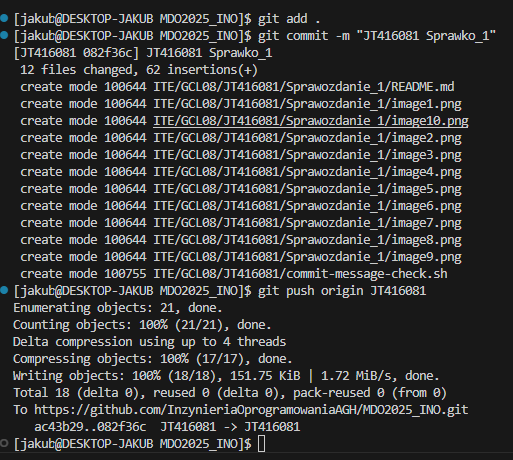 [jakub@DESKTOP-JAKUB MDO2025_INO]$ git add .
[jakub@DESKTOP-JAKUB MDO2025_INO]$ git commit -m "JT416081 Sprawko_1"
[JT416081 082f36c] JT416081 Sprawko_1
 12 files changed, 62 insertions(+)
 create mode 100644 ITE/GCL08/JT416081/Sprawozdanie_1/README.md
 create mode 100644 ITE/GCL08/JT416081/Sprawozdanie_1/image1.png
 create mode 100644 ITE/GCL08/JT416081/Sprawozdanie_1/image10.png
 create mode 100644 ITE/GCL08/JT416081/Sprawozdanie_1/image2.png
 create mode 100644 ITE/GCL08/JT416081/Sprawozdanie_1/image3.png
 create mode 100644 ITE/GCL08/JT416081/Sprawozdanie_1/image4.png
 create mode 100644 ITE/GCL08/JT416081/Sprawozdanie_1/image5.png
 create mode 100644 ITE/GCL08/JT416081/Sprawozdanie_1/image6.png
 create mode 100644 ITE/GCL08/JT416081/Sprawozdanie_1/image7.png
 create mode 100644 ITE/GCL08/JT416081/Sprawozdanie_1/image8.png
 create mode 100644 ITE/GCL08/JT416081/Sprawozdanie_1/image9.png
 create mode 100755 ITE/GCL08/JT416081/commit-message-check.sh
[jakub@DESKTOP-JAKUB MDO2025_INO]$ git push origin JT416081
Enumerating objects: 21, done.
Counting objects: 100% (21/21), done.
Delta compression using up to 4 threads
Compressing objects: 100% (17/17), done.
Writing objects: 100% (18/18), 151.75 KiB | 1.72 MiB/s, done.
Total 18 (delta 0), reused 0 (delta 0), pack-reused 0 (from 0)
To https://github.com/InzynieriaOprogramowaniaAGH/MDO2025_INO.git
   ac43b29..082f36c  JT416081 -> JT416081
[jakub@DESKTOP-JAKUB MDO2025_INO]$